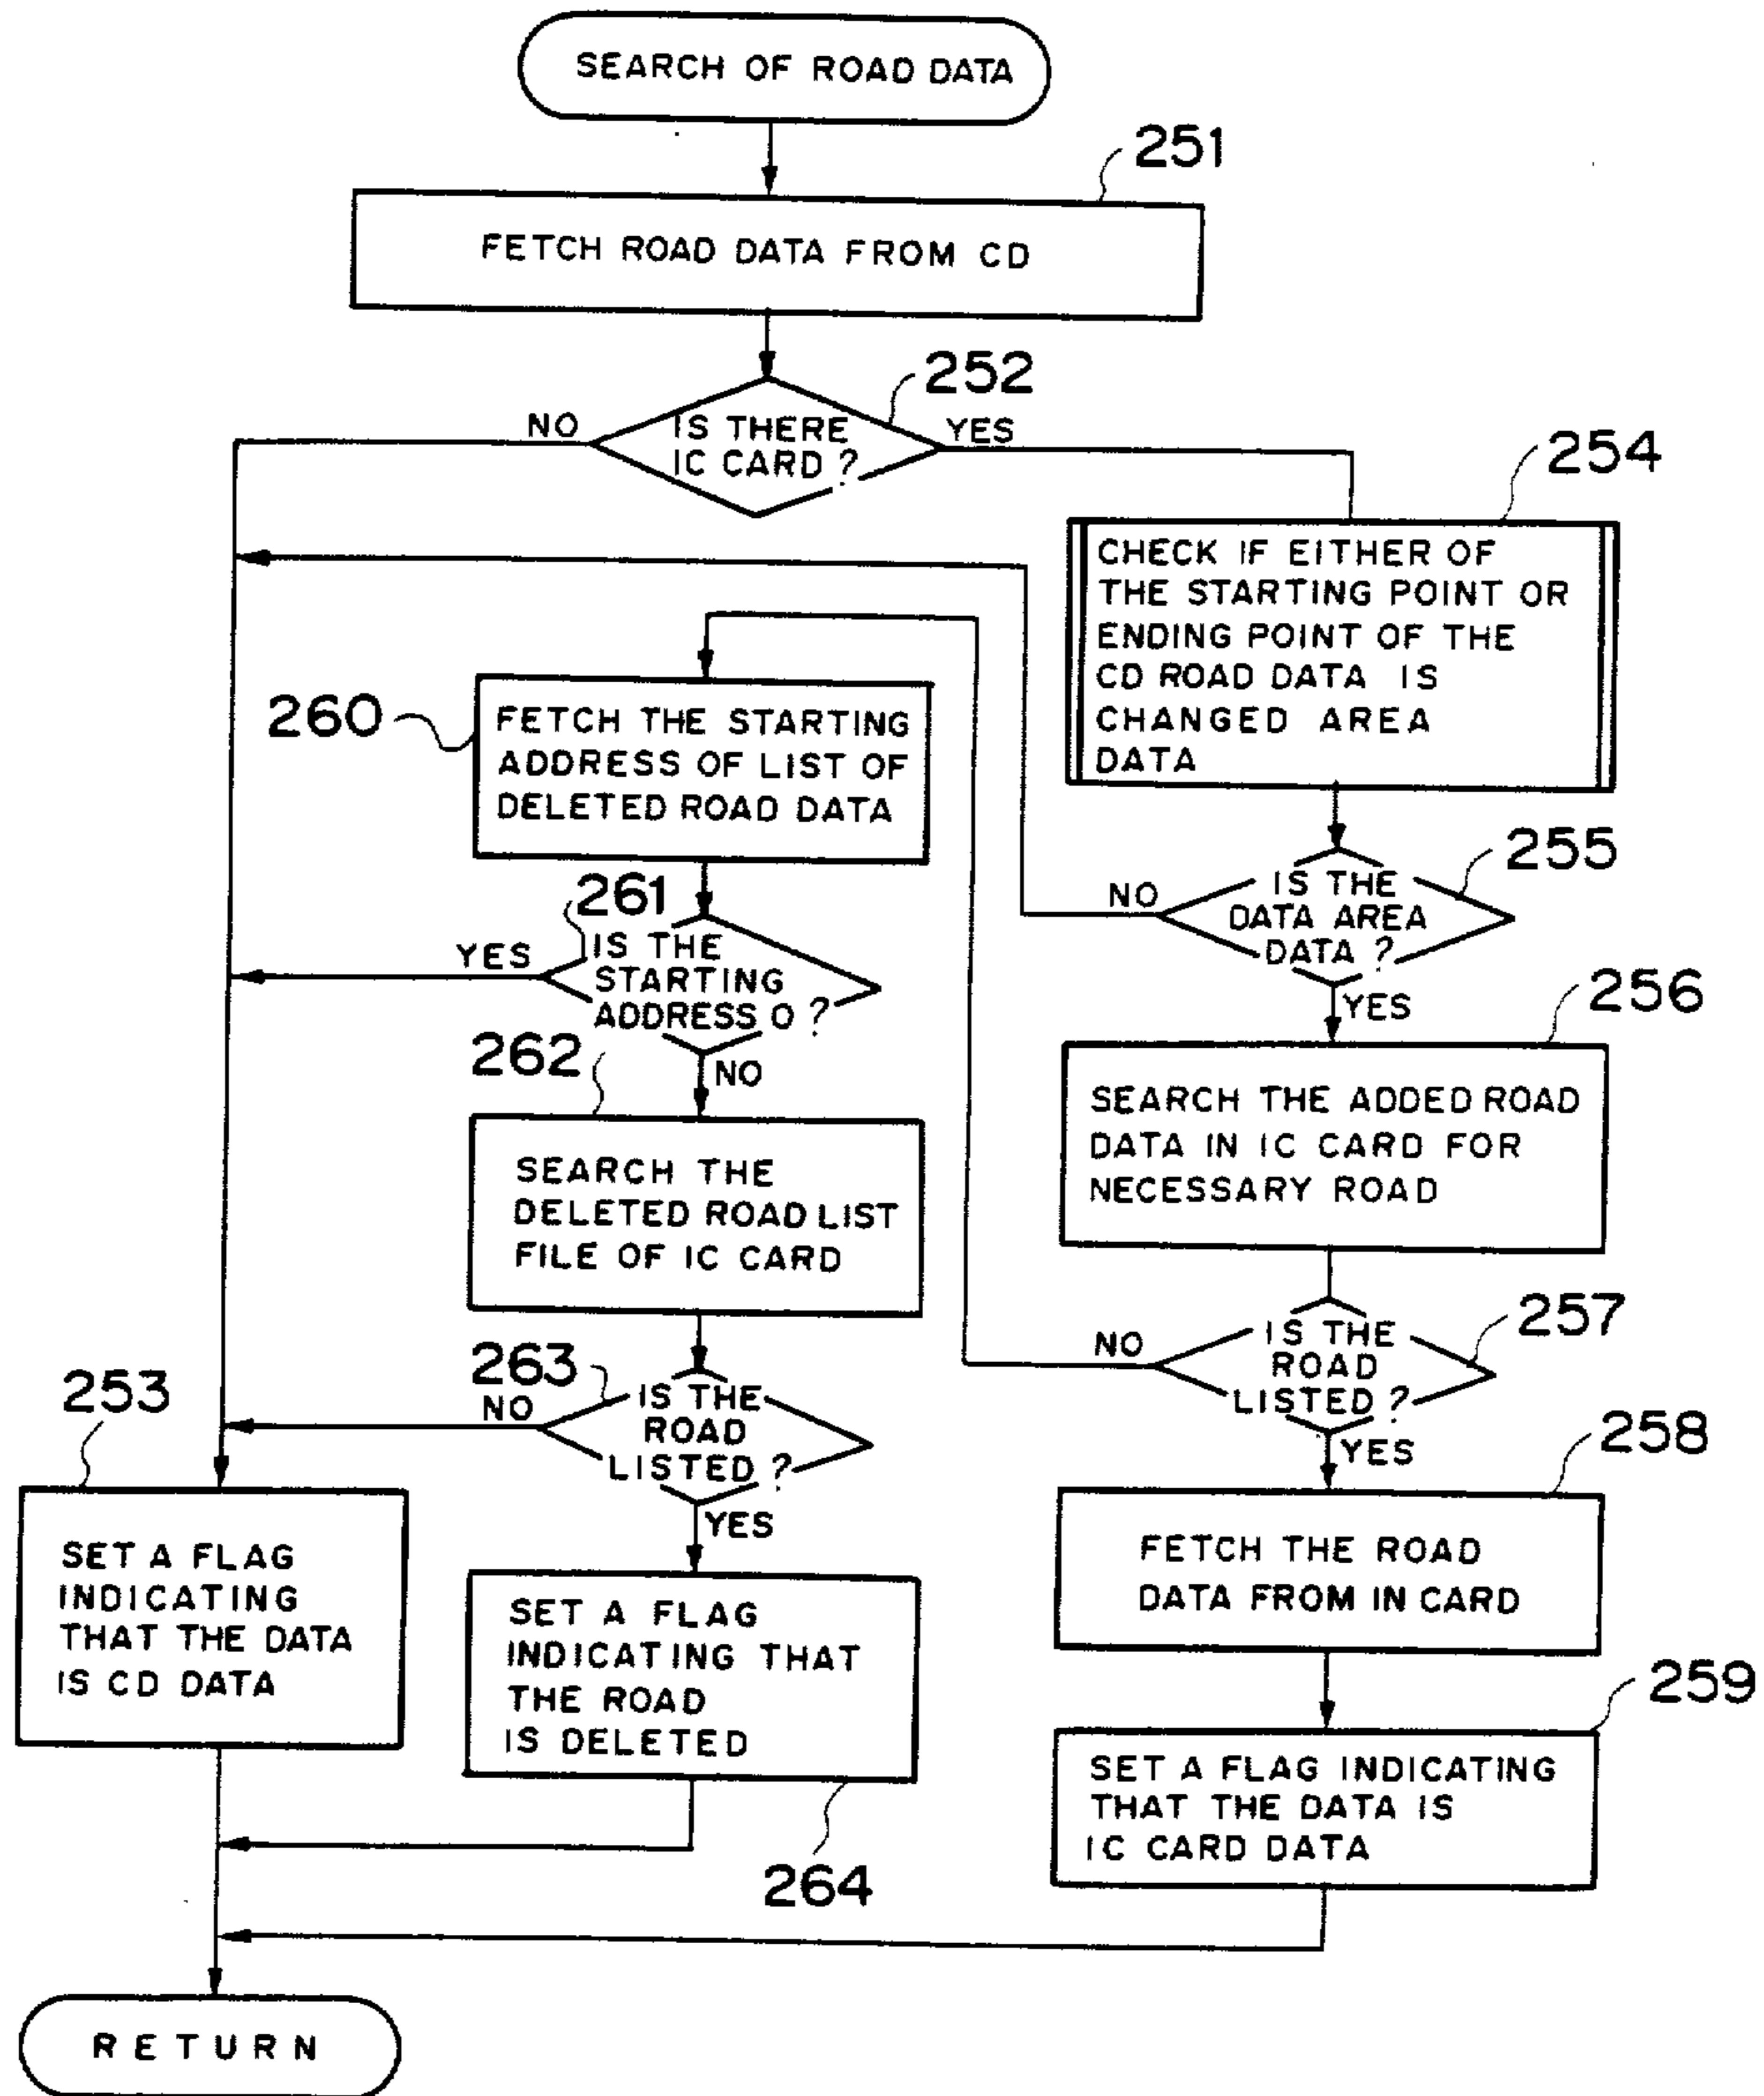 SEARCH OF ROAD DATA
251
FETCH ROAD DATA FROM CD
252
NO
IS THERE
IC CARD ?
YES
254
CHECK IF EITHER OF
THE STARTING POINT OR
ENDING POINT OF THE
CD ROAD DATA IS
CHANGED AREA
DATA
260
FETCH THE STARTING
ADDRESS OF LIST OF
DELETED ROAD DATA
255
NO
IS THE
DATA AREA
DATA ?
YES
261
YES
IS THE
STARTING
ADDRESS O ?
NO
256
SEARCH THE ADDED ROAD
DATA IN IC CARD FOR
NECESSARY ROAD
262
SEARCH THE
DELETED ROAD LIST
FILE OF IC CARD
257
NO
IS THE
ROAD
LISTED ?
YES
263
NO
IS THE
ROAD
LISTED ?
YES
253
SET A FLAG
INDICATING
THAT THE DATA
IS CD DATA
258
FETCH THE ROAD
DATA FROM IN CARD
SET A FLAG
INDICATING THAT
THE ROAD
IS DELETED
264
259
SET A FLAG INDICATING
THAT THE DATA IS
IC CARD DATA
RETURN